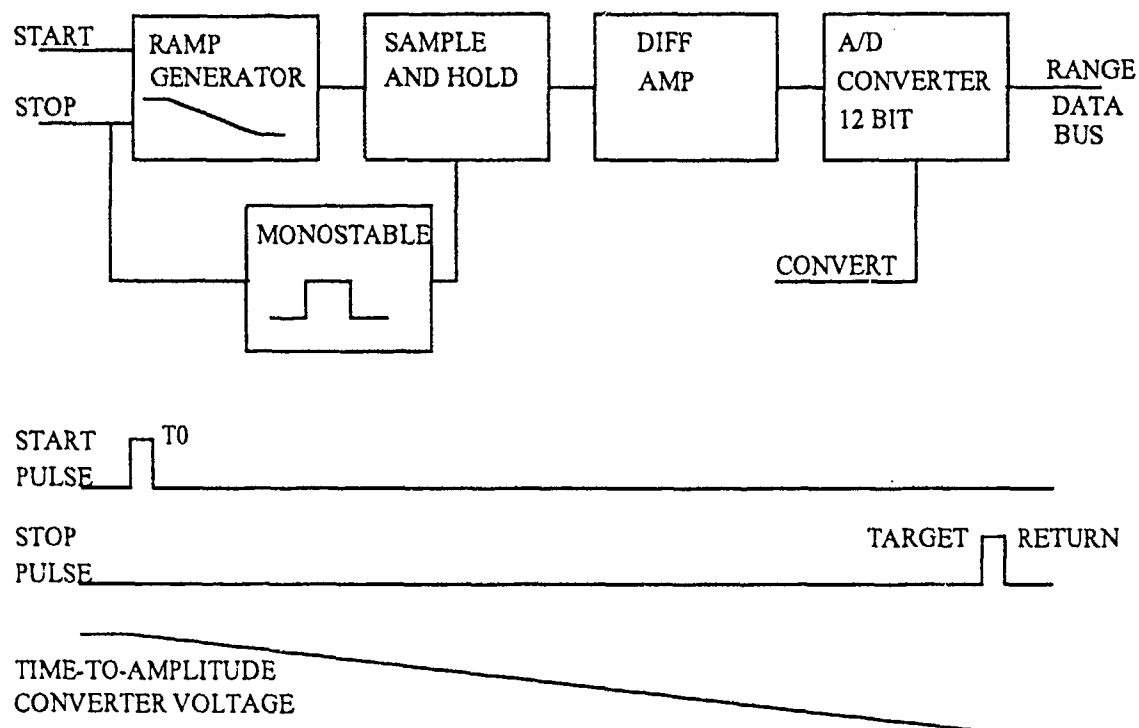 START
STOP
RAMP
GENERATOR
SAMPLE
AND HOLD
DIFF
AMP
A/D
CONVERTER
12 BIT
RANGE
DATA
BUS
MONOSTABLE
CONVERT
START
PULSE
T0
STOP
PULSE
TARGET RETURN
TIME-TO-AMPLITUDE
CONVERTER VOLTAGE